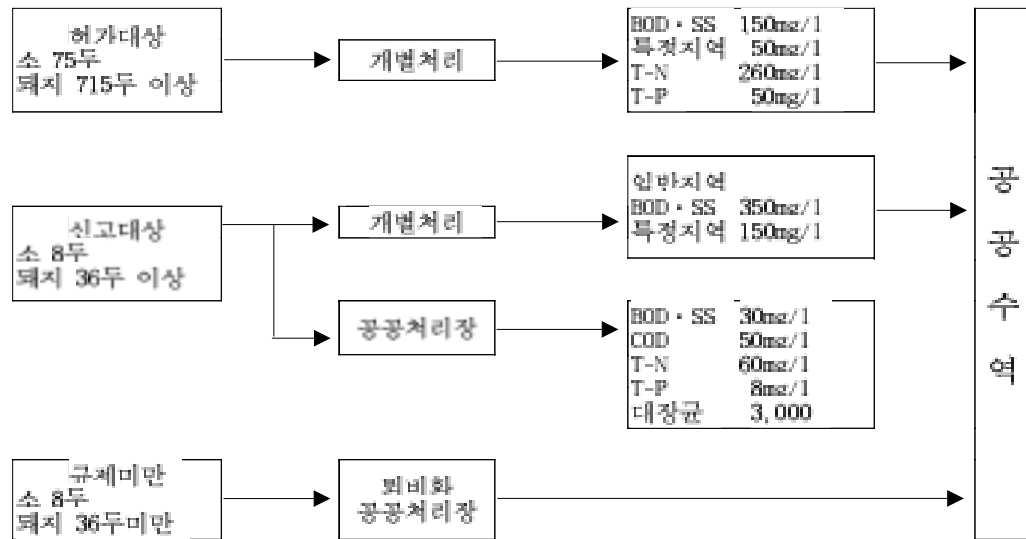 허가대상
소 75두
돼지 715두 이상
개별처리
BOD·SS 150mg/l
특정지역 50mg/l
T-N 260mg/l
T-P 50mg/l
신고대상
소 8두
돼지 36두 이상
개별처리
일반지역
BOD·SS 350mg/l
특정지역 150mg/l
공공처리장
BOD·SS 30mg/l
COD 50mg/l
T-N 60mg/l
T-P 8mg/l
대장균 3,000
규제미만
소 8두
돼지 36두미만
퇴비화
공공처리장
공
공
수
역